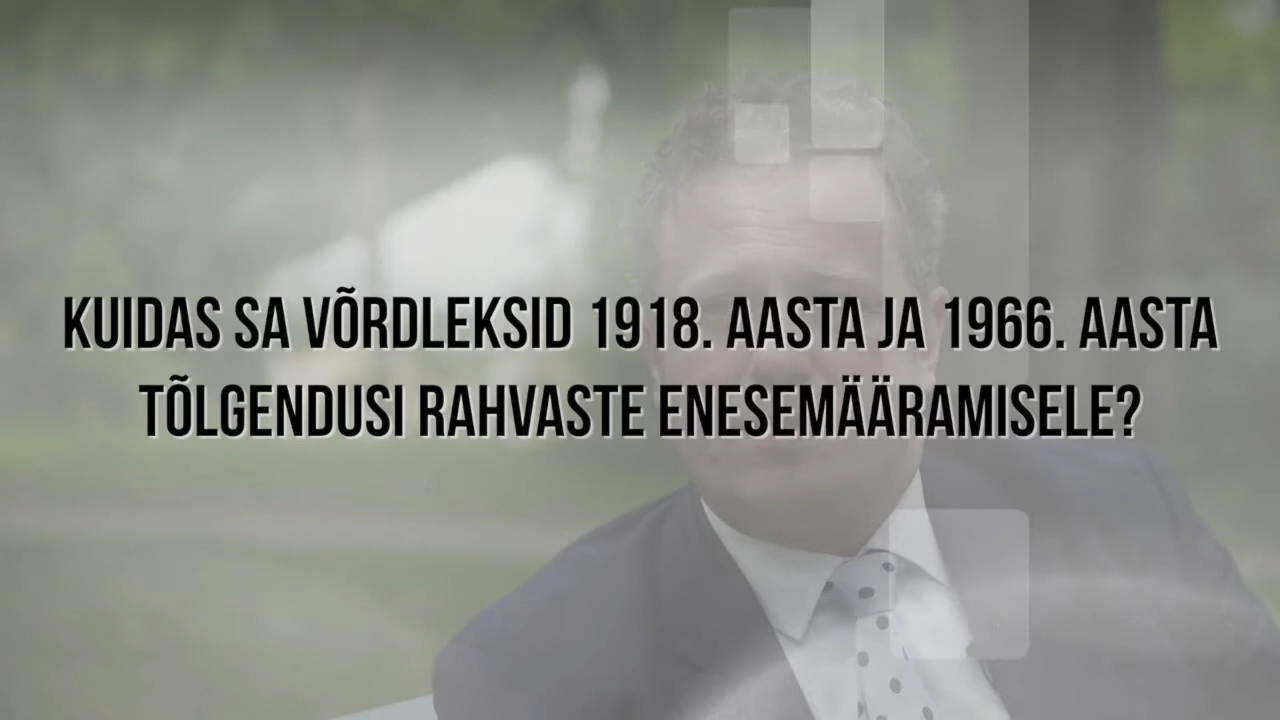 KUIDAS SA VÕRDLEKSID 1918. AASTA JA 1966. AASTA
TÕLGENDUSI RAHVASTE ENESEMÄÄRAMISELE?